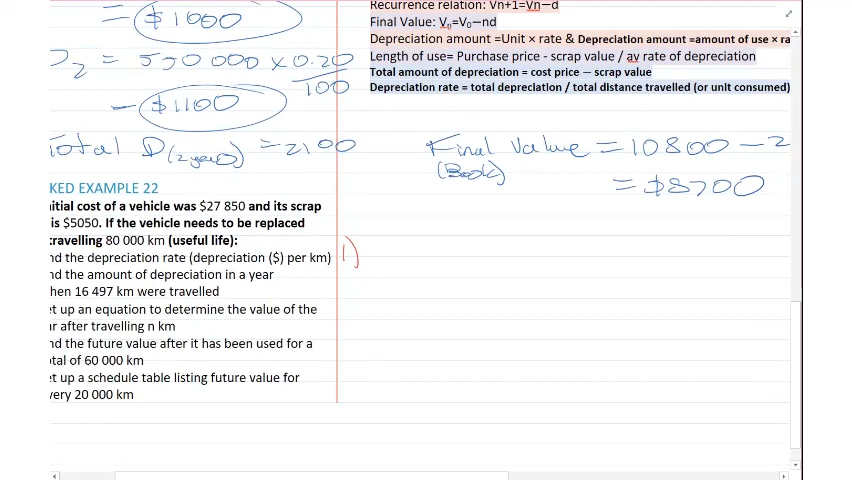 = $1000
Recurrence relation: Vn+1=Vn−d
Final Value: Vn=V0−nd
Depreciation amount =Unit × rate & Depreciation amount =amount of use × ra
Length of use= Purchase price - scrap value / av rate of depreciation
Total amount of depreciation = cost price − scrap value
Depreciation rate = total depreciation / total distance travelled (or unit consumed)
D2 = 550 000 × 0.20
100
= $1100
Total D (2 years) = 2100
Final Value = 10800 − 2
(Book)
= $8700
KED EXAMPLE 22
nitial cost of a vehicle was $27 850 and its scrap
is $5050. If the vehicle needs to be replaced
travelling 80 000 km (useful life):
nd the depreciation rate (depreciation ($) per km)
1)
nd the amount of depreciation in a year
hen 16 497 km were travelled
et up an equation to determine the value of the
ar after travelling n km
nd the future value after it has been used for a
otal of 60 000 km
et up a schedule table listing future value for
very 20 000 km